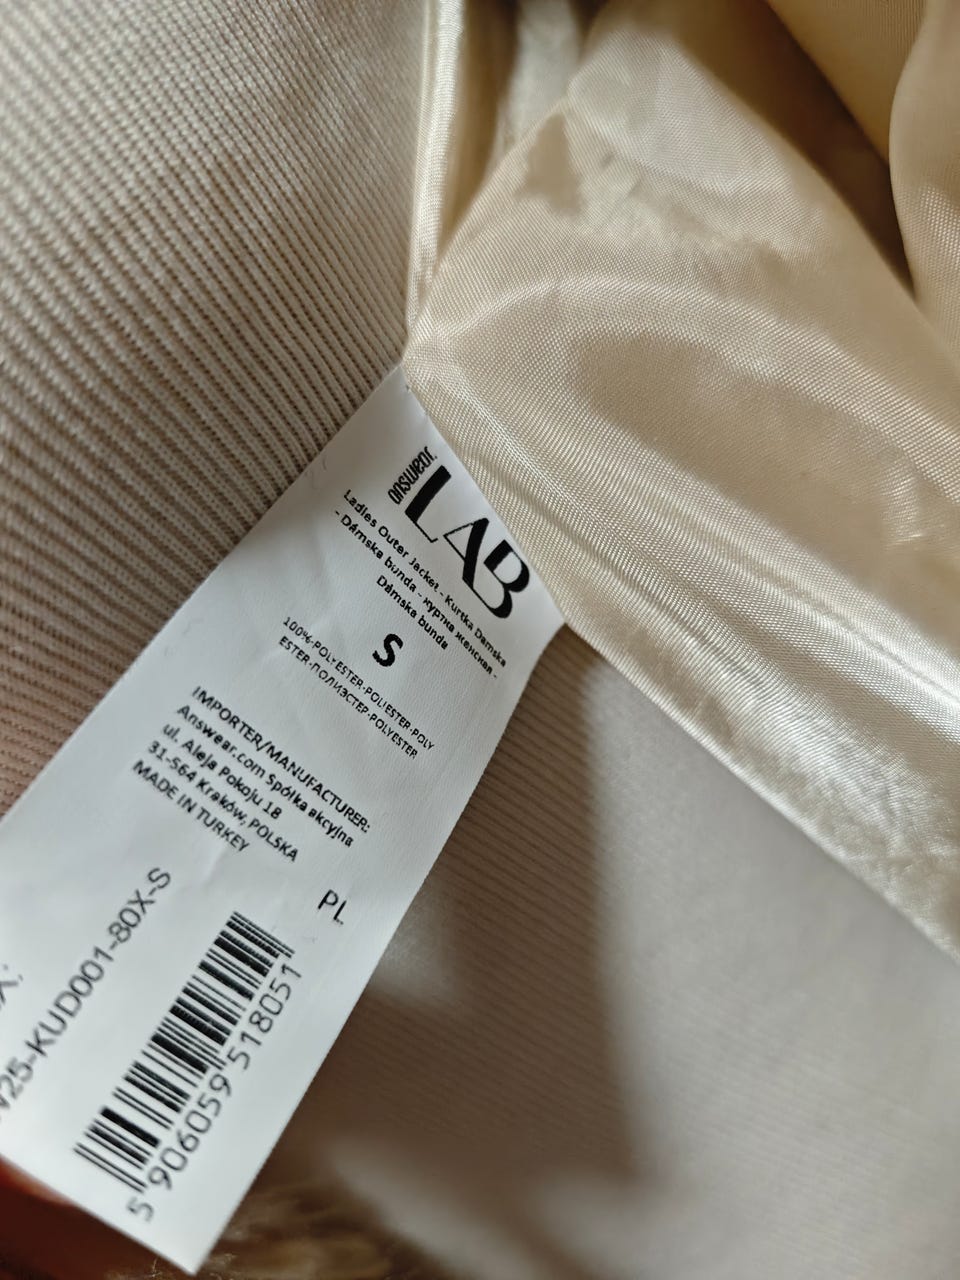 answear.
LAB
Ladies Outer Jacket - Kurtka Damska
- Dámska bunda - куртка женская -
Dámska bunda
S
100%-POLYESTER-POLIESTER-POLY
ESTER-ПОЛИЭСТЕР-POLYESTER
IMPORTER/MANUFACTURER:
Answear.com Spółka akcyjna
ul. Aleja Pokoju 18
31-564 Kraków, POLSKA
MADE IN TURKEY
PL
25-KUD001-80X-S
5 906059 518051